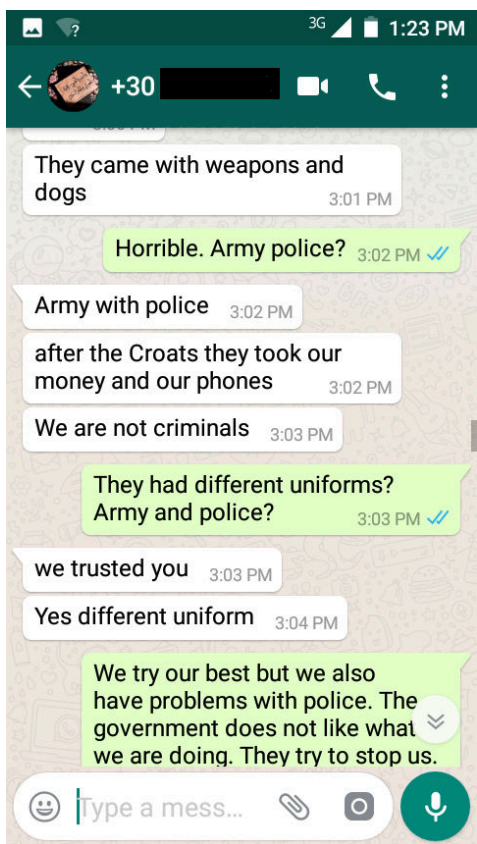 3G 1:23 PM
+30
They came with weapons and
dogs 3:01 PM
Horrible. Army police? 3:02 PM
Army with police 3:02 PM
after the Croats they took our
money and our phones 3:02 PM
We are not criminals 3:03 PM
They had different uniforms?
Army and police? 3:03 PM
we trusted you 3:03 PM
Yes different uniform 3:04 PM
We try our best but we also
have problems with police. The
government does not like what
we are doing. They try to stop us.
Type a mess...